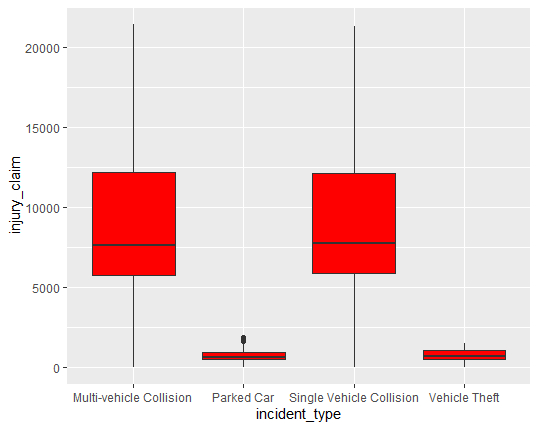 20000
15000
10000
5000
0
injury_claim
Multi-vehicle Collision Parked Car Single Vehicle Collision Vehicle Theft
incident_type